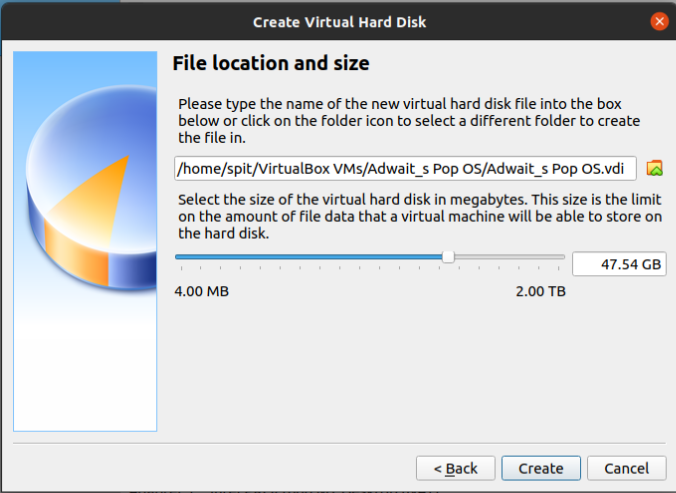 Create Virtual Hard Disk
File location and size
Please type the name of the new virtual hard disk file into the box
below or click on the folder icon to select a different folder to create
the file in.
/home/spit/VirtualBox VMs/Adwait_s Pop OS/Adwait_s Pop OS.vdi
Select the size of the virtual hard disk in megabytes. This size is the limit
on the amount of file data that a virtual machine will be able to store on
the hard disk.
47.54 GB
4.00 MB 2.00 TB
< Back Create Cancel